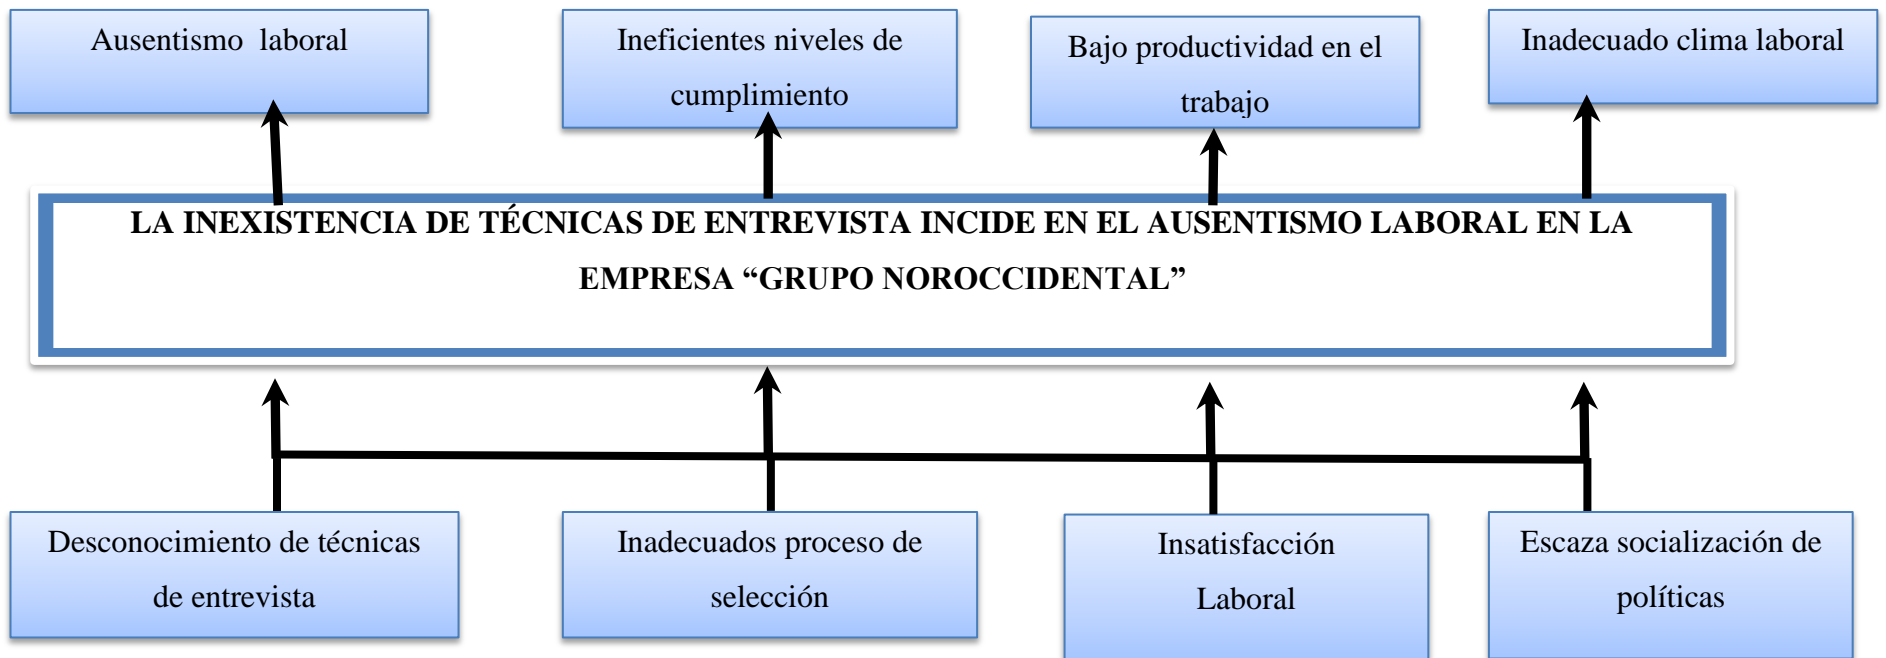 Ausentismo laboral
Ineficientes niveles de
cumplimiento
Bajo productividad en el
trabajo
Inadecuado clima laboral
LA INEXISTENCIA DE TÉCNICAS DE ENTREVISTA INCIDE EN EL AUSENTISMO LABORAL EN LA
EMPRESA “GRUPO NOROCCIDENTAL”
Desconocimiento de técnicas
de entrevista
Inadecuados proceso de
selección
Insatisfacción
Laboral
Escaza socialización de
políticas